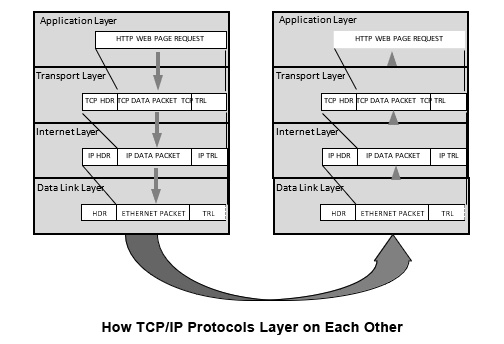 Application Layer
HTTP WEB PAGE REQUEST
Transport Layer
TCP HDR TCP DATA PACKET TCP TRL
Internet Layer
IP HDR IP DATA PACKET IP TRL
Data Link Layer
HDR ETHERNET PACKET TRL
Application Layer
HTTP WEB PAGE REQUEST
Transport Layer
TCP HDR TCP DATA PACKET TCP TRL
Internet Layer
IP HDR IP DATA PACKET IP TRL
Data Link Layer
HDR ETHERNET PACKET TRL
How TCP/IP Protocols Layer on Each Other